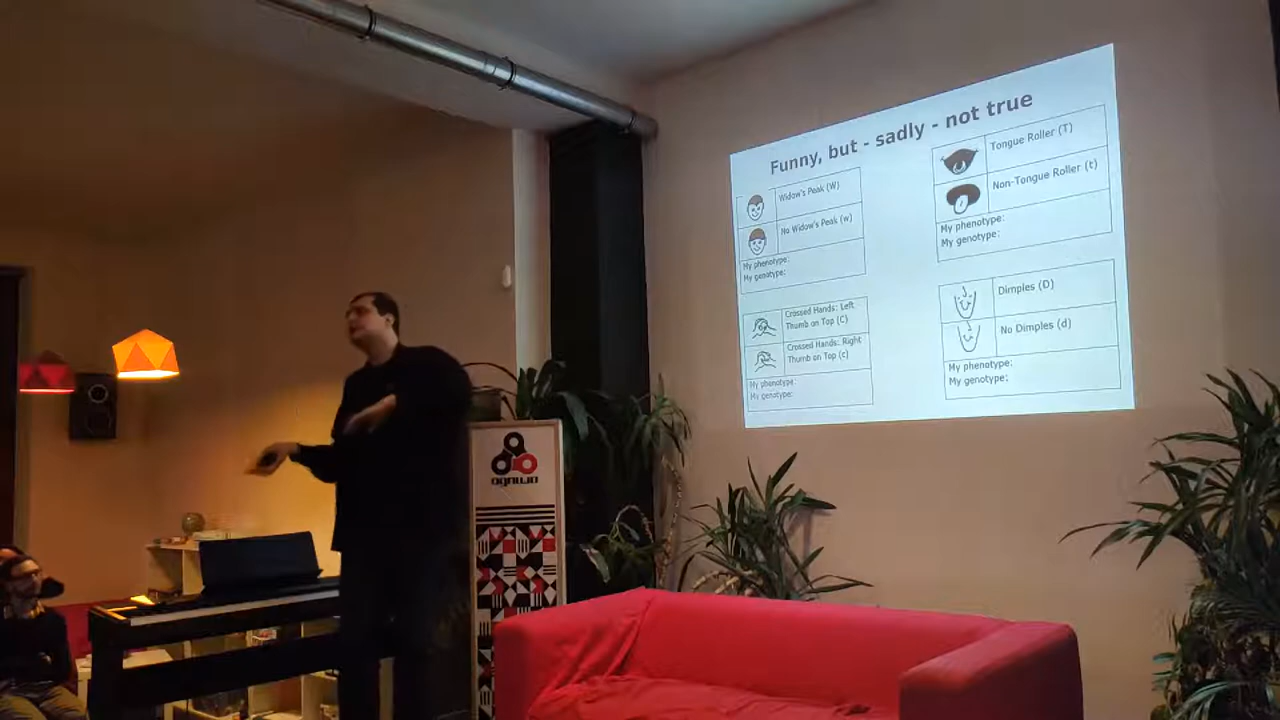 Funny, but - sadly - not true
Widow's Peak (W)
No Widow's Peak (w)
My phenotype:
My genotype:
Tongue Roller (T)
Non-Tongue Roller (t)
My phenotype:
My genotype:
Crossed Hands: Left
Thumb on Top (C)
Crossed Hands: Right
Thumb on Top (c)
My phenotype:
My genotype:
Dimples (D)
No Dimples (d)
My phenotype:
My genotype: